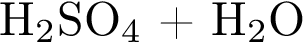 H₂SO₄ + H₂O